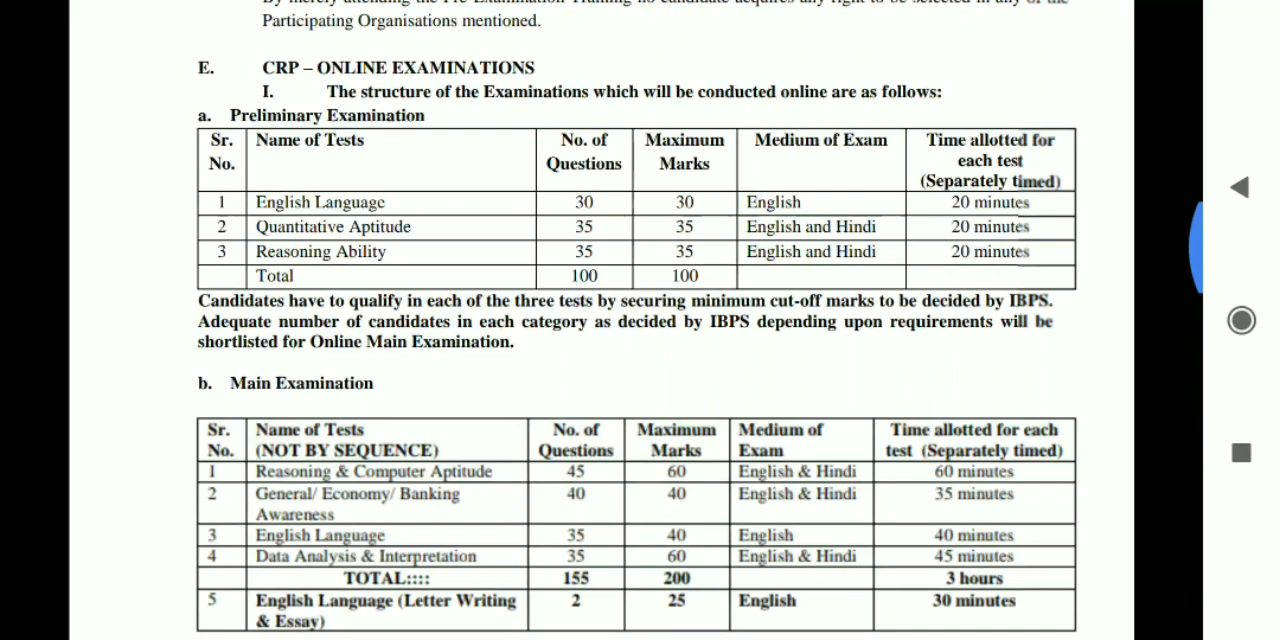 Participating Organisations mentioned.
E. CRP – ONLINE EXAMINATIONS
I. The structure of the Examinations which will be conducted online are as follows:
a. Preliminary Examination
Sr. No. Name of Tests No. of Questions Maximum Marks Medium of Exam Time allotted for each test (Separately timed)
1 English Language 30 30 English 20 minutes
2 Quantitative Aptitude 35 35 English and Hindi 20 minutes
3 Reasoning Ability 35 35 English and Hindi 20 minutes
Total 100 100
Candidates have to qualify in each of the three tests by securing minimum cut-off marks to be decided by IBPS.
Adequate number of candidates in each category as decided by IBPS depending upon requirements will be
shortlisted for Online Main Examination.
b. Main Examination
Sr. No. Name of Tests (NOT BY SEQUENCE) No. of Questions Maximum Marks Medium of Exam Time allotted for each test (Separately timed)
1 Reasoning & Computer Aptitude 45 60 English & Hindi 60 minutes
2 General/ Economy/ Banking Awareness 40 40 English & Hindi 35 minutes
3 English Language 35 40 English 40 minutes
4 Data Analysis & Interpretation 35 60 English & Hindi 45 minutes
TOTAL:::: 155 200 3 hours
5 English Language (Letter Writing & Essay) 2 25 English 30 minutes